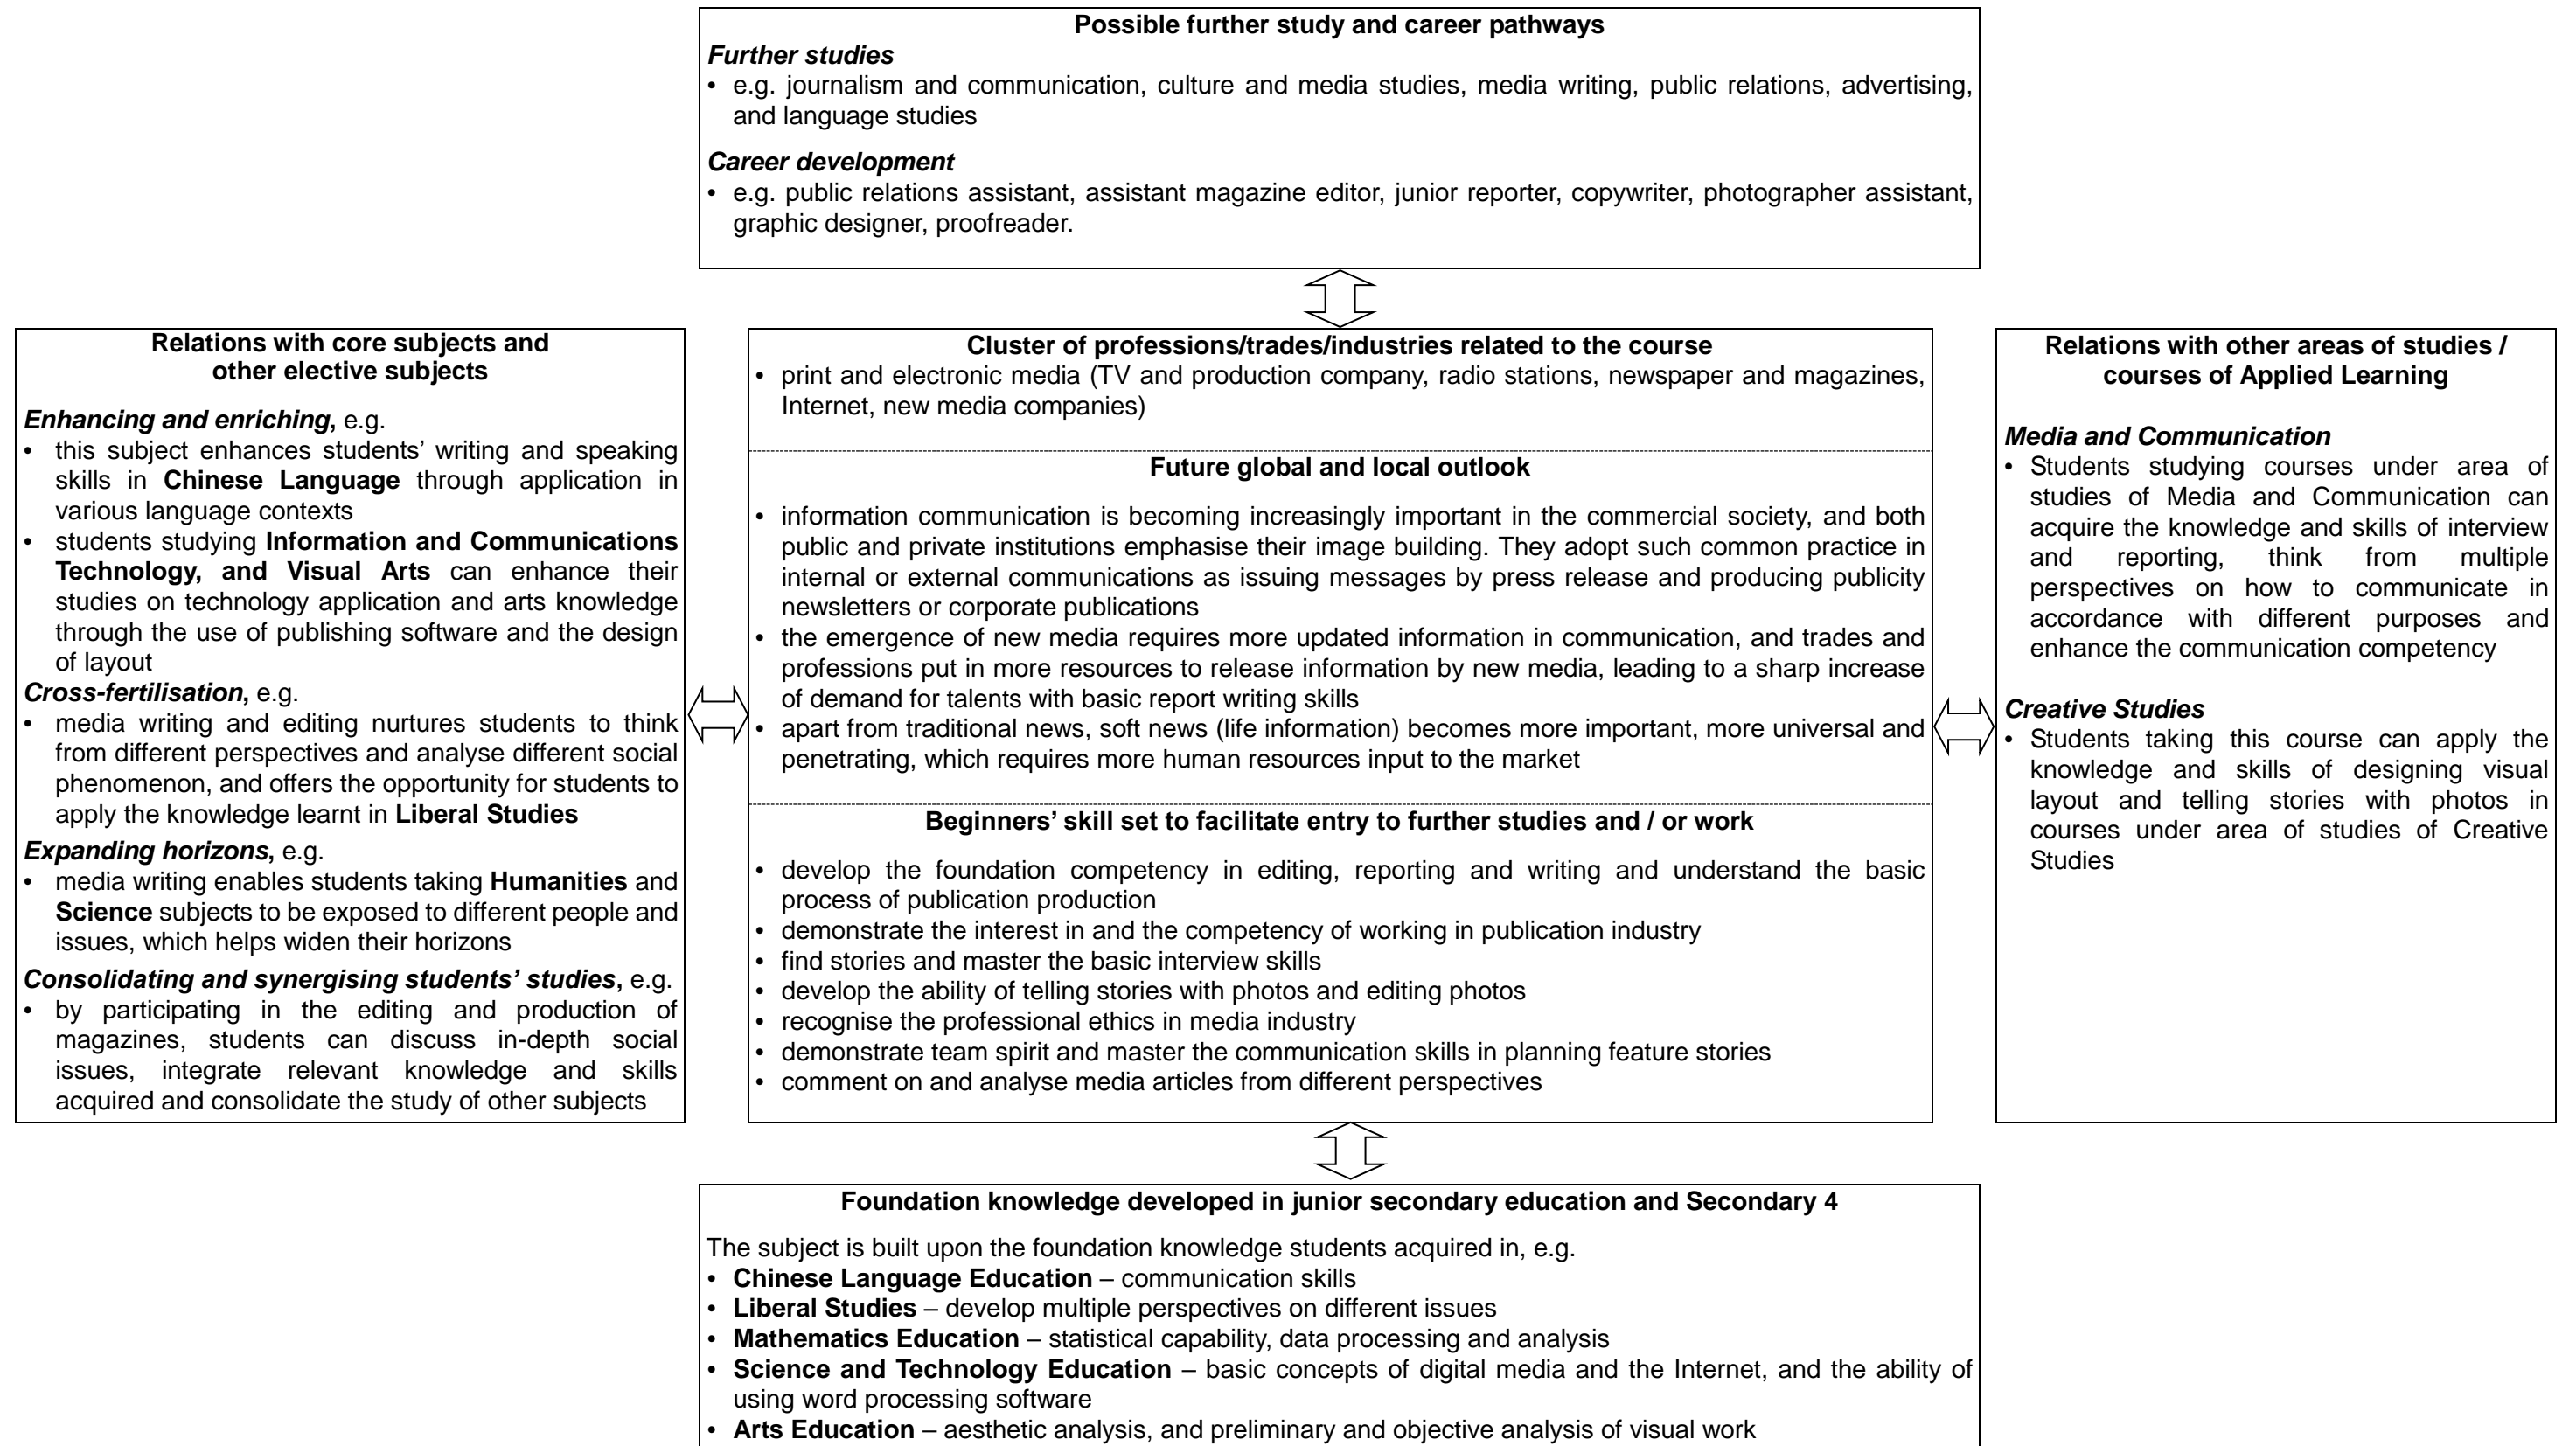 Possible further study and career pathways
Further studies
• e.g. journalism and communication, culture and media studies, media writing, public relations, advertising,
and language studies
Career development
• e.g. public relations assistant, assistant magazine editor, junior reporter, copywriter, photographer assistant,
graphic designer, proofreader.
Relations with core subjects and
other elective subjects
Enhancing and enriching, e.g.
• this subject enhances students’ writing and speaking
skills in Chinese Language through application in
various language contexts
• students studying Information and Communications
Technology, and Visual Arts can enhance their
studies on technology application and arts knowledge
through the use of publishing software and the design
of layout
Cross-fertilisation, e.g.
• media writing and editing nurtures students to think
from different perspectives and analyse different social
phenomenon, and offers the opportunity for students to
apply the knowledge learnt in Liberal Studies
Expanding horizons, e.g.
• media writing enables students taking Humanities and
Science subjects to be exposed to different people and
issues, which helps widen their horizons
Consolidating and synergising students’ studies, e.g.
• by participating in the editing and production of
magazines, students can discuss in-depth social
issues, integrate relevant knowledge and skills
acquired and consolidate the study of other subjects
Cluster of professions/trades/industries related to the course
• print and electronic media (TV and production company, radio stations, newspaper and magazines,
Internet, new media companies)
Future global and local outlook
• information communication is becoming increasingly important in the commercial society, and both
public and private institutions emphasise their image building. They adopt such common practice in
internal or external communications as issuing messages by press release and producing publicity
newsletters or corporate publications
• the emergence of new media requires more updated information in communication, and trades and
professions put in more resources to release information by new media, leading to a sharp increase
of demand for talents with basic report writing skills
• apart from traditional news, soft news (life information) becomes more important, more universal and
penetrating, which requires more human resources input to the market
Beginners’ skill set to facilitate entry to further studies and / or work
• develop the foundation competency in editing, reporting and writing and understand the basic
process of publication production
• demonstrate the interest in and the competency of working in publication industry
• find stories and master the basic interview skills
• develop the ability of telling stories with photos and editing photos
• recognise the professional ethics in media industry
• demonstrate team spirit and master the communication skills in planning feature stories
• comment on and analyse media articles from different perspectives
Relations with other areas of studies /
courses of Applied Learning
Media and Communication
• Students studying courses under area of
studies of Media and Communication can
acquire the knowledge and skills of interview
and reporting, think from multiple
perspectives on how to communicate in
accordance with different purposes and
enhance the communication competency
Creative Studies
• Students taking this course can apply the
knowledge and skills of designing visual
layout and telling stories with photos in
courses under area of studies of Creative
Studies
Foundation knowledge developed in junior secondary education and Secondary 4
The subject is built upon the foundation knowledge students acquired in, e.g.
• Chinese Language Education – communication skills
• Liberal Studies – develop multiple perspectives on different issues
• Mathematics Education – statistical capability, data processing and analysis
• Science and Technology Education – basic concepts of digital media and the Internet, and the ability of
using word processing software
• Arts Education – aesthetic analysis, and preliminary and objective analysis of visual work